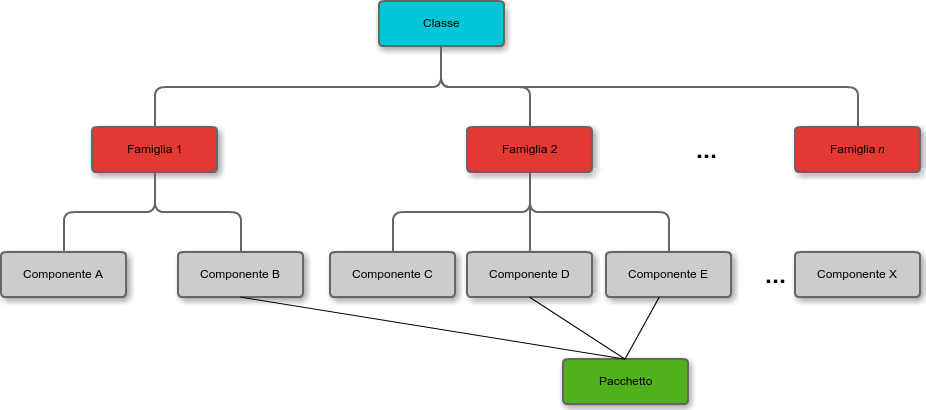 Classe
Famiglia 1
Famiglia 2
...
Famiglia n
Componente A
Componente B
Componente C
Componente D
Componente E
...
Componente X
Pacchetto